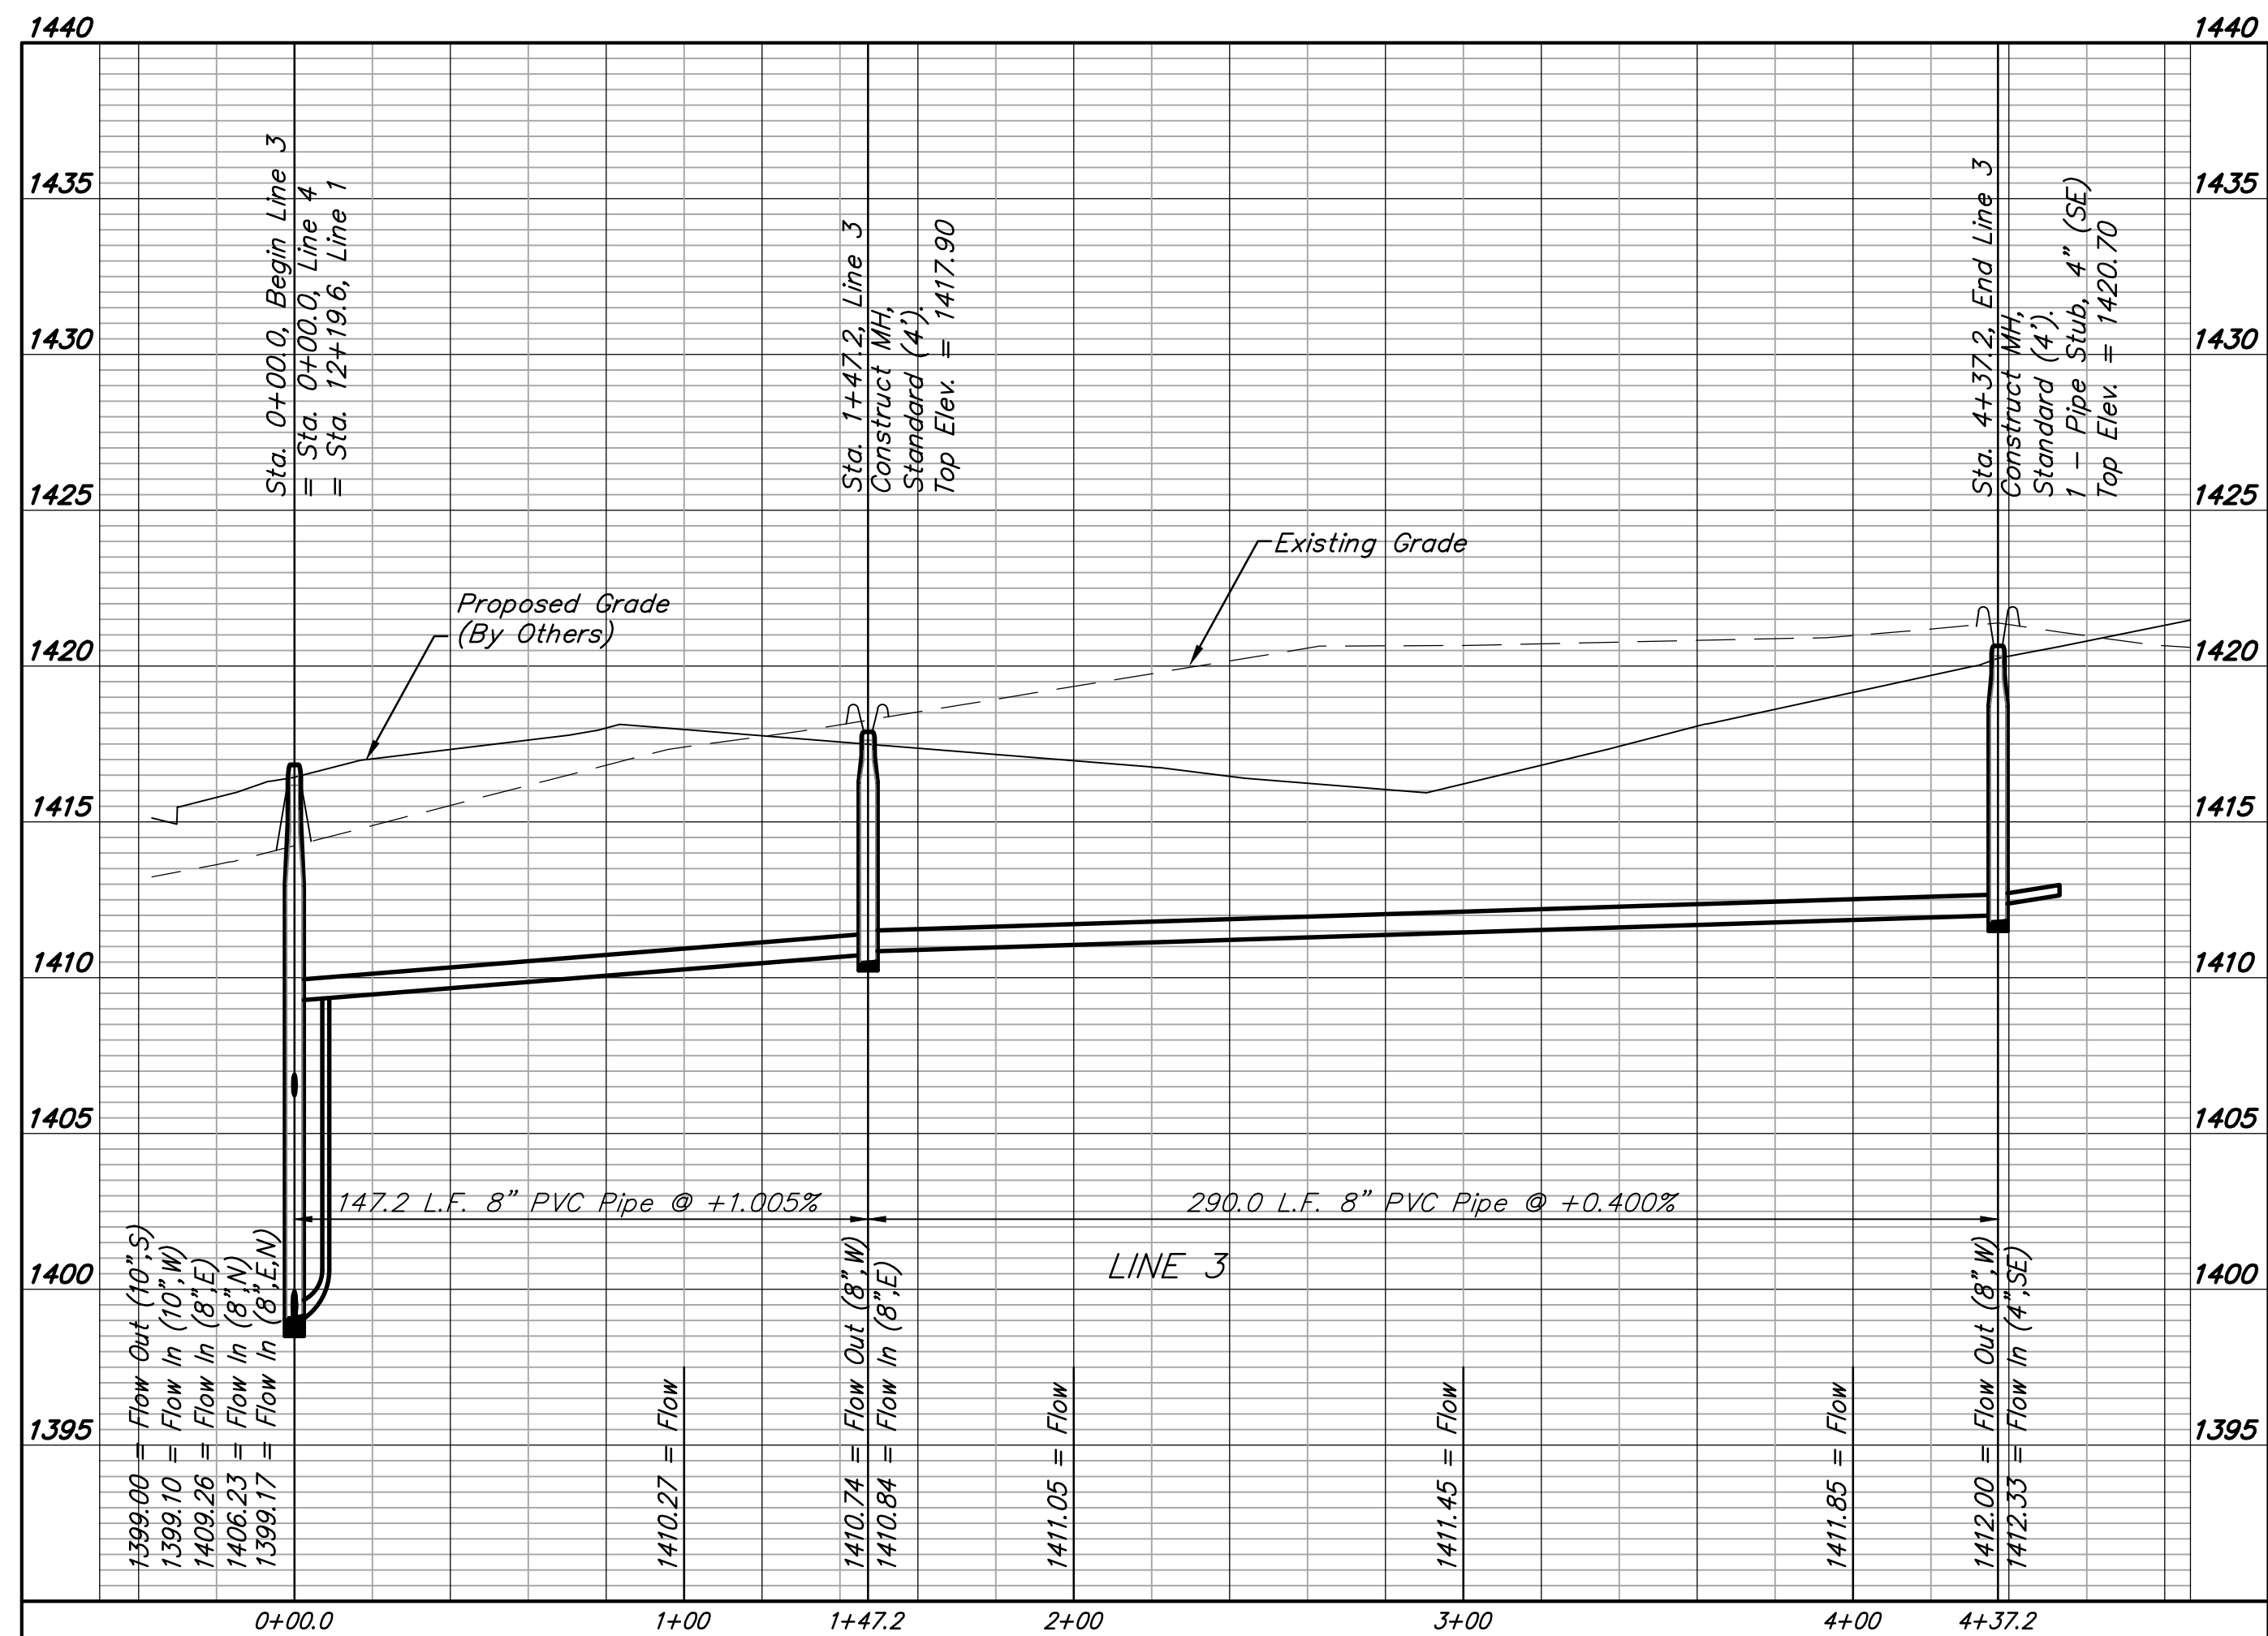 1440
1440
1435
1435
1430
1430
1425
1425
1420
1420
1415
1415
1410
1410
1405
1405
1400
1400
1395
1395
Sta. 0+00.0, Begin Line 3
= Sta. 0+00.0, Line 4
= Sta. 12+19.6, Line 1
Sta. 1+47.2, Line 3
Construct MH,
Standard (4').
Top Elev. = 1417.90
Sta. 4+37.2, End Line 3
Construct MH,
Standard (4').
1 - Pipe Stub, 4" (SE)
Top Elev. = 1420.70
Existing Grade
Proposed Grade
(By Others)
147.2 L.F. 8" PVC Pipe @ +1.005%
290.0 L.F. 8" PVC Pipe @ +0.400%
LINE 3
1399.00 = Flow Out (10",S)
1399.10 = Flow In (10",W)
1409.26 = Flow In (8",E)
1406.23 = Flow In (8",N)
1399.17 = Flow In (8",E,N)
1410.27 = Flow
1410.74 = Flow Out (8",W)
1410.84 = Flow In (8",E)
1411.05 = Flow
1411.45 = Flow
1411.85 = Flow
1412.00 = Flow Out (8",W)
1412.33 = Flow In (4",SE)
0+00.0
1+00
1+47.2
2+00
3+00
4+00
4+37.2